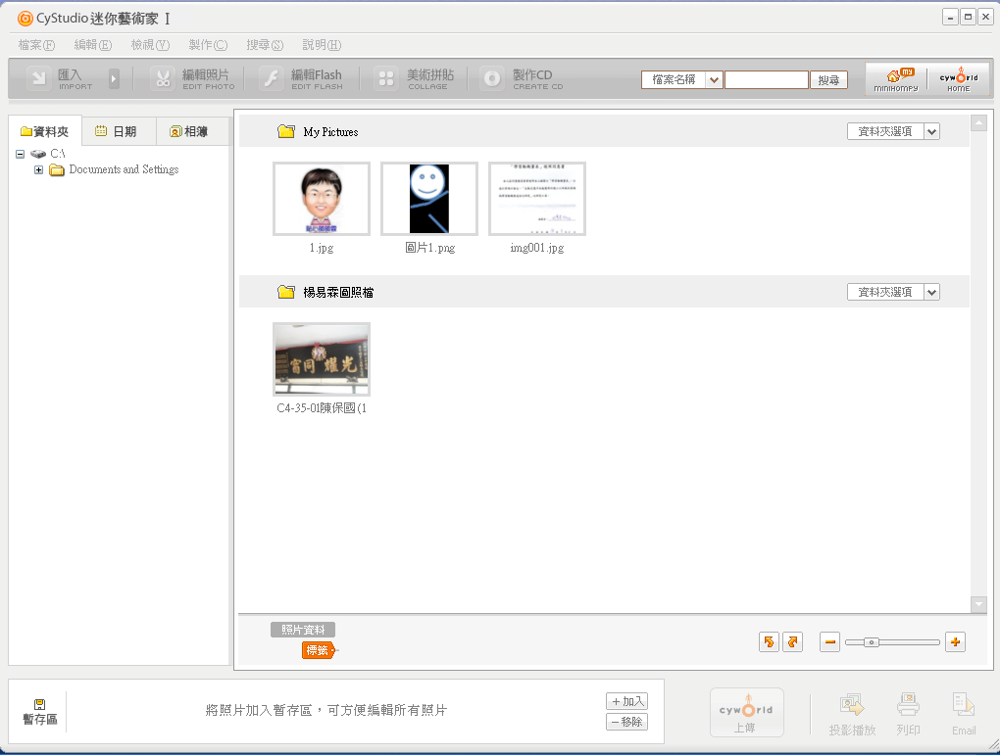 CyStudio 迷你藝術家 I
檔案(F) 編輯(E) 檢視(V) 製作(C) 搜尋(S) 說明(H)
匯入 IMPORT
編輯照片 EDIT PHOTO
編輯Flash EDIT FLASH
美術拼貼 COLLAGE
製作CD CREATE CD
檔案名稱 搜尋
MY MINIHOMPY
cyworld HOME
資料夾 日期 相簿
C:\
Documents and Settings
My Pictures 資料夾選項
1.jpg 圖片1.png img001.jpg
楊易霖圖照檔 資料夾選項
C4-35-01陳保國(1
照片資料
標籤
暫存區
將照片加入暫存區，可方便編輯所有照片
+加入
−移除
cyworld
上傳
投影播放 列印 Email